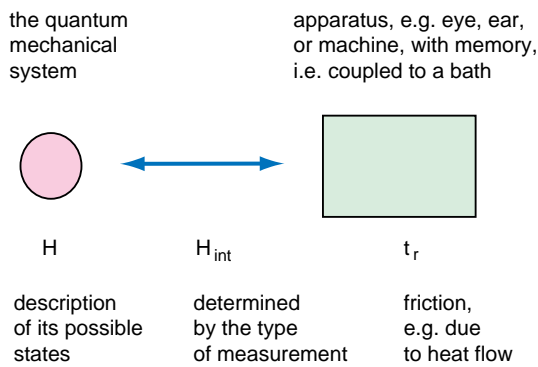 the quantum
mechanical
system
apparatus, e.g. eye, ear,
or machine, with memory,
i.e. coupled to a bath
H
H int
t r
description
of its possible
states
determined
by the type
of measurement
friction,
e.g. due
to heat flow